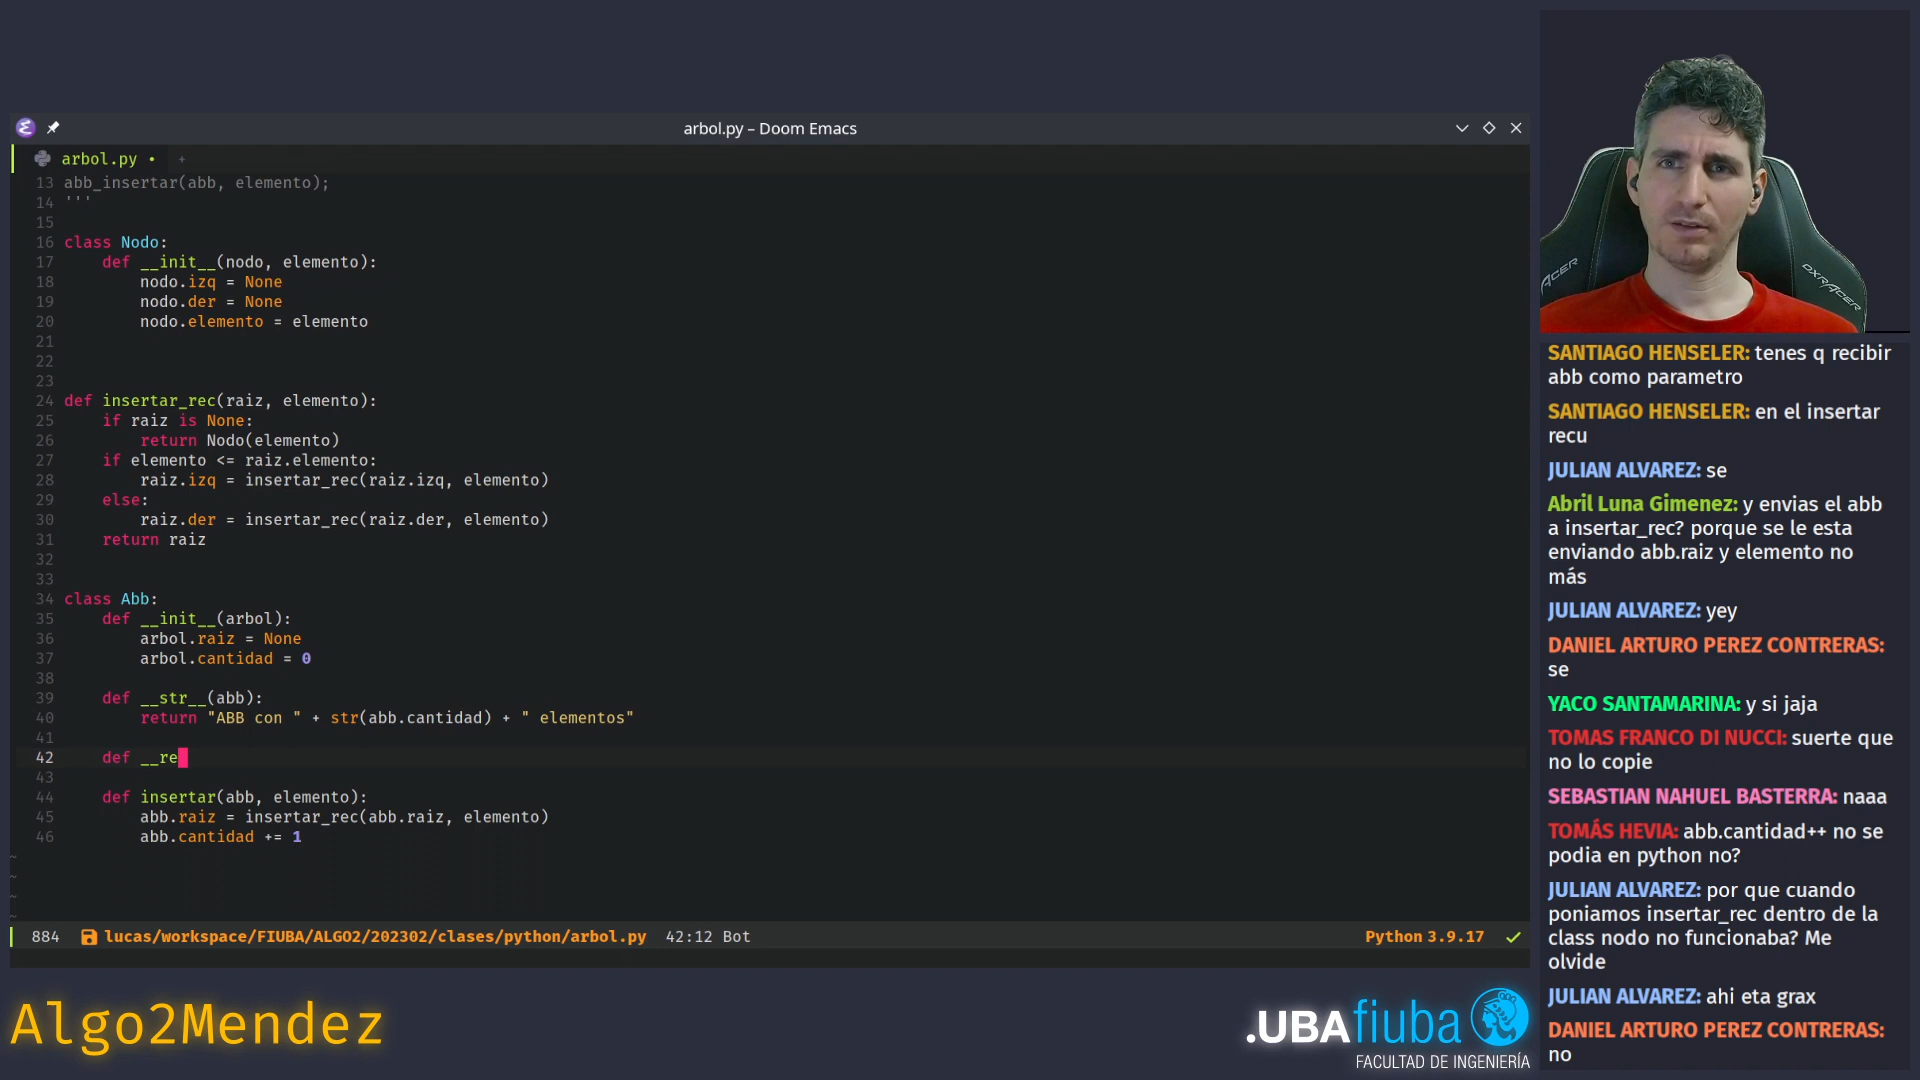 arbol.py – Doom Emacs
arbol.py • +
13 abb_insertar(abb, elemento);
14 '''
15
16 class Nodo:
17     def __init__(nodo, elemento):
18         nodo.izq = None
19         nodo.der = None
20         nodo.elemento = elemento
21
22
23
24 def insertar_rec(raiz, elemento):
25     if raiz is None:
26         return Nodo(elemento)
27     if elemento <= raiz.elemento:
28         raiz.izq = insertar_rec(raiz.izq, elemento)
29     else:
30         raiz.der = insertar_rec(raiz.der, elemento)
31     return raiz
32
33
34 class Abb:
35     def __init__(arbol):
36         arbol.raiz = None
37         arbol.cantidad = 0
38
39     def __str__(abb):
40         return "ABB con " + str(abb.cantidad) + " elementos"
41
42     def __re
43
44     def insertar(abb, elemento):
45         abb.raiz = insertar_rec(abb.raiz, elemento)
46         abb.cantidad += 1
~
~
~
~
884 lucas/workspace/FIUBA/ALGO2/202302/clases/python/arbol.py 42:12 Bot Python 3.9.17
ACER
DXRACER
SANTIAGO HENSELER: tenes q recibir
abb como parametro
SANTIAGO HENSELER: en el insertar
recu
JULIAN ALVAREZ: se
Abril Luna Gimenez: y envias el abb
a insertar_rec? porque se le esta
enviando abb.raiz y elemento no
más
JULIAN ALVAREZ: yey
DANIEL ARTURO PEREZ CONTRERAS:
se
YACO SANTAMARINA: y si jaja
TOMAS FRANCO DI NUCCI: suerte que
no lo copie
SEBASTIAN NAHUEL BASTERRA: naaa
TOMÁS HEVIA: abb.cantidad++ no se
podia en python no?
JULIAN ALVAREZ: por que cuando
poniamos insertar_rec dentro de la
class nodo no funcionaba? Me
olvide
JULIAN ALVAREZ: ahi eta grax
DANIEL ARTURO PEREZ CONTRERAS:
no
Algo2Mendez
.UBAfiuba
FACULTAD DE INGENIERÍA